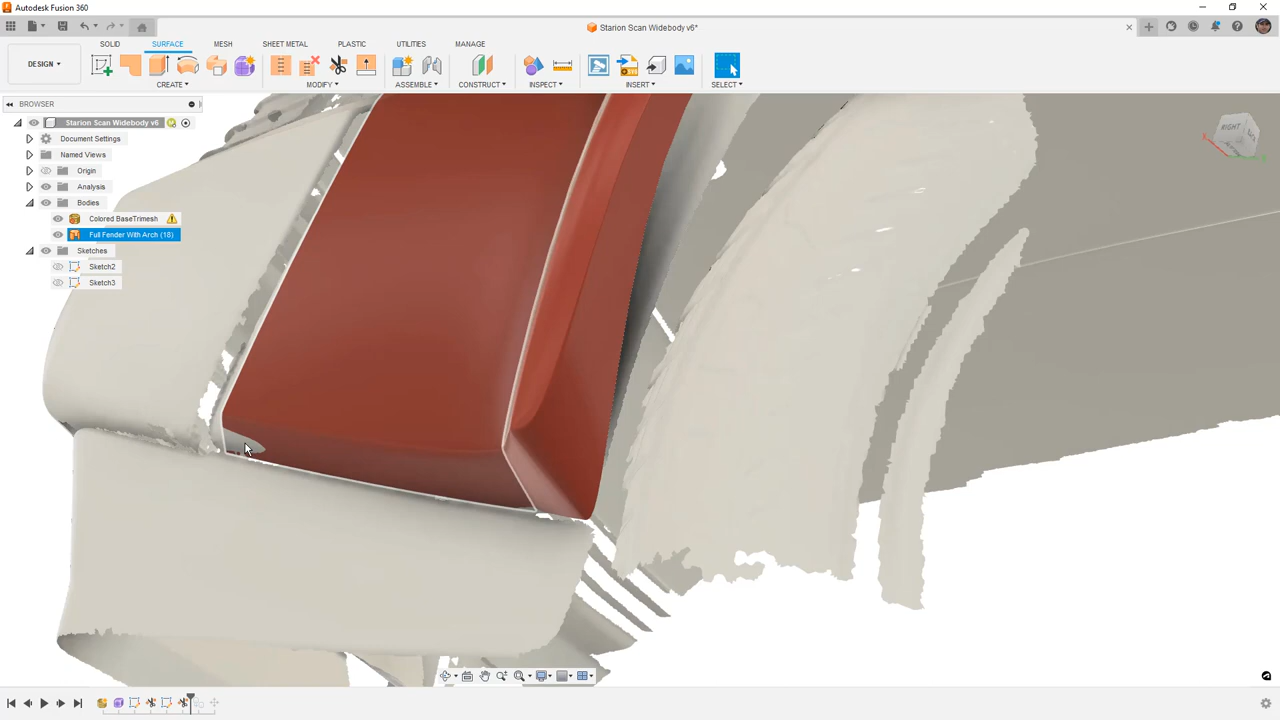 Autodesk Fusion 360
Starion Scan Widebody v6*
SOLID SURFACE MESH SHEET METAL PLASTIC UTILITIES MANAGE
DESIGN
CREATE MODIFY ASSEMBLE CONSTRUCT INSPECT INSERT SELECT
BROWSER
Starion Scan Widebody v6
Document Settings
Named Views
Origin
Analysis
Bodies
Colored BaseTrimesh
Full Fender With Arch (18)
Sketches
Sketch2
Sketch3
RIGHT